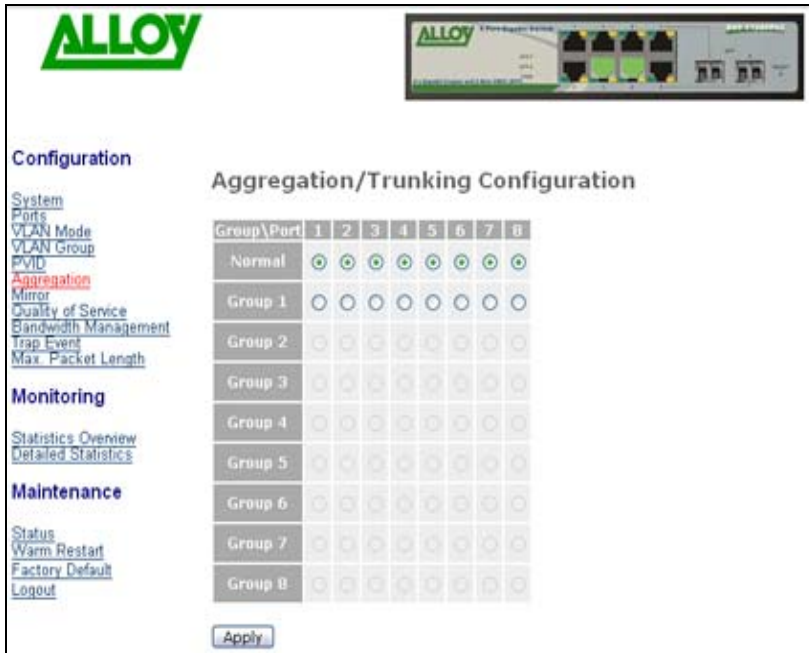 ALLOY
ALLOY
Configuration
System
Ports
VLAN Mode
VLAN Group
PVID
Aggregation
Mirror
Quality of Service
Bandwidth Management
Trap Event
Max. Packet Length
Monitoring
Statistics Overview
Detailed Statistics
Maintenance
Status
Warm Restart
Factory Default
Logout
Aggregation/Trunking Configuration
Group\Port 1 2 3 4 5 6 7 8
Normal
Group 1
Group 2
Group 3
Group 4
Group 5
Group 6
Group 7
Group 8
Apply